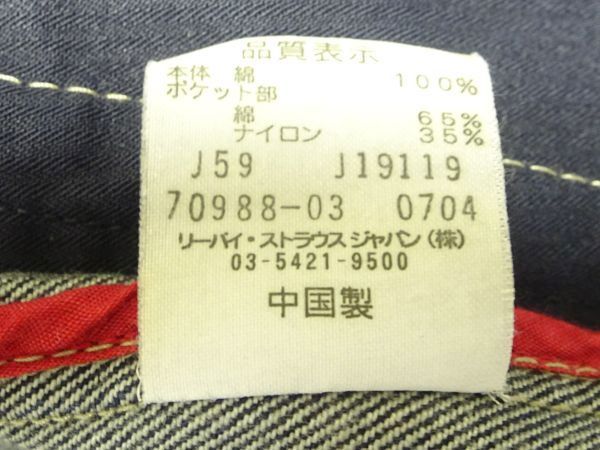 品質表示
本体 綿 100%
ポケット部
綿 65%
ナイロン 35%
J59 J19119
70988-03 0704
リーバイ・ストラウス ジャパン(株)
03-5421-9500
中国製